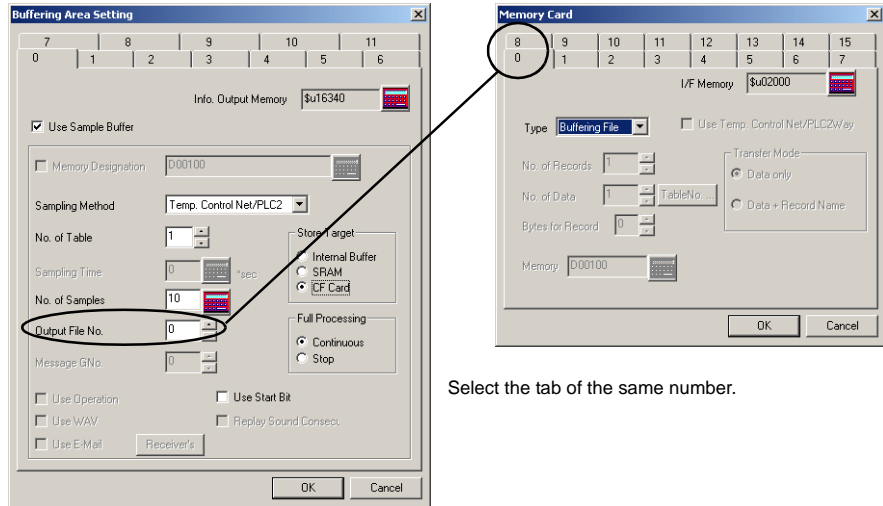 Buffering Area Setting
7 8 9 10 11
0 1 2 3 4 5 6
Info. Output Memory $u16340
Use Sample Buffer
Memory Designation D00100
Sampling Method Temp. Control Net/PLC2
No. of Table 1
Store Target
Internal Buffer
SRAM
CF Card
Sampling Time 0 *sec
No. of Samples 10
Output File No. 0
Full Processing
Continuous
Stop
Message GNo. 0
Use Operation
Use Start Bit
Use WAV
Replay Sound Consecu
Use E-Mail Receiver's
OK Cancel
Memory Card
8 9 10 11 12 13 14 15
0 1 2 3 4 5 6 7
I/F Memory $u02000
Type Buffering File
Use Temp. Control Net/PLC2Way
No. of Records 1
Transfer Mode
Data only
Data + Record Name
No. of Data 1 TableNo. ...
Bytes for Record 0
Memory D00100
OK Cancel
Select the tab of the same number.